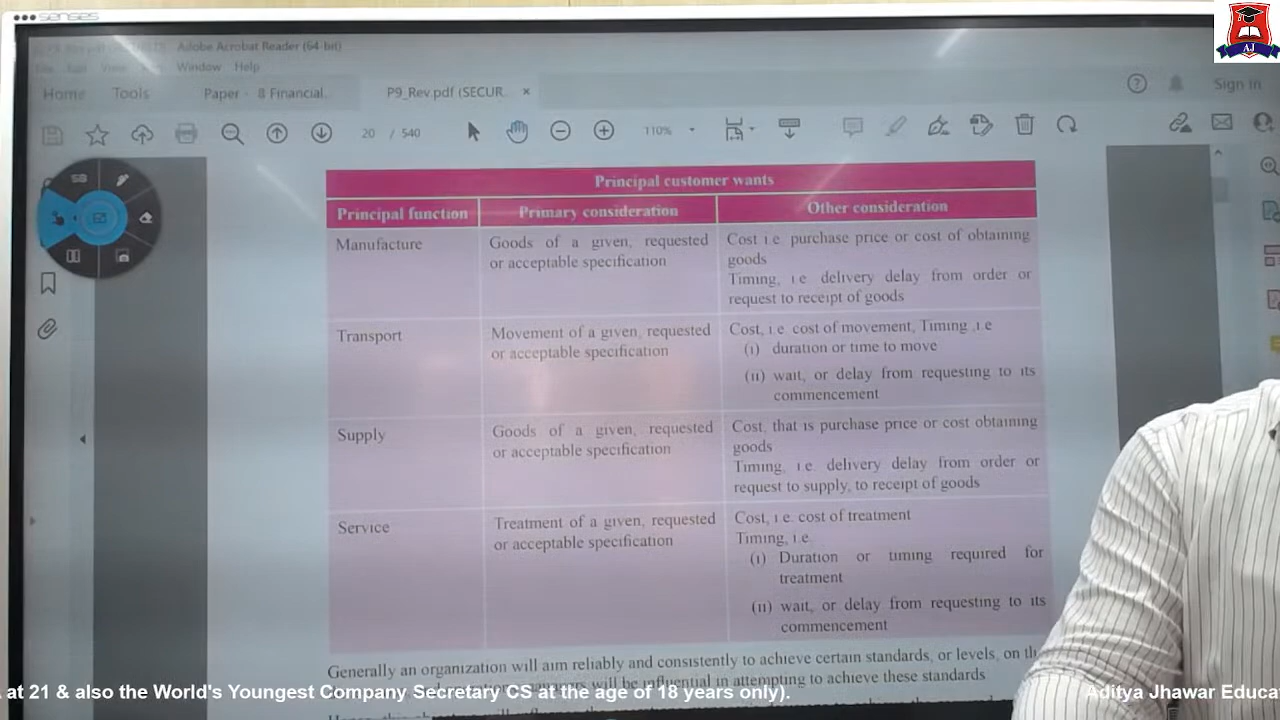 senses
Adobe Acrobat Reader (64-bit)
Window Help
Home Tools Paper - 8 Financial. P9_Rev.pdf (SECUR... × Sign in
20 / 540 110%
58
AJ
Principal customer wants
Principal function Primary consideration Other consideration
Manufacture
Goods of a given, requested
or acceptable specification
Cost i.e. purchase price or cost of obtaining
goods
Timing, i.e delivery delay from order or
request to receipt of goods
Transport
Movement of a given, requested
or acceptable specification
Cost, i.e. cost of movement, Timing ,i.e
(i) duration or time to move
(ii) wait, or delay from requesting to its
commencement
Supply
Goods of a given, requested
or acceptable specification
Cost, that is purchase price or cost obtaining
goods
Timing, i.e. delivery delay from order or
request to supply, to receipt of goods
Service
Treatment of a given, requested
or acceptable specification
Cost, i.e. cost of treatment
Timing, i.e.
(i) Duration or timing required for
treatment
(ii) wait, or delay from requesting to its
commencement
Generally an organization will aim reliably and consistently to achieve certain standards, or levels, on
will be influential in attempting to achieve these standards
at 21 & also the World's Youngest Company Secretary CS at the age of 18 years only).
Aditya Jhawar Educa